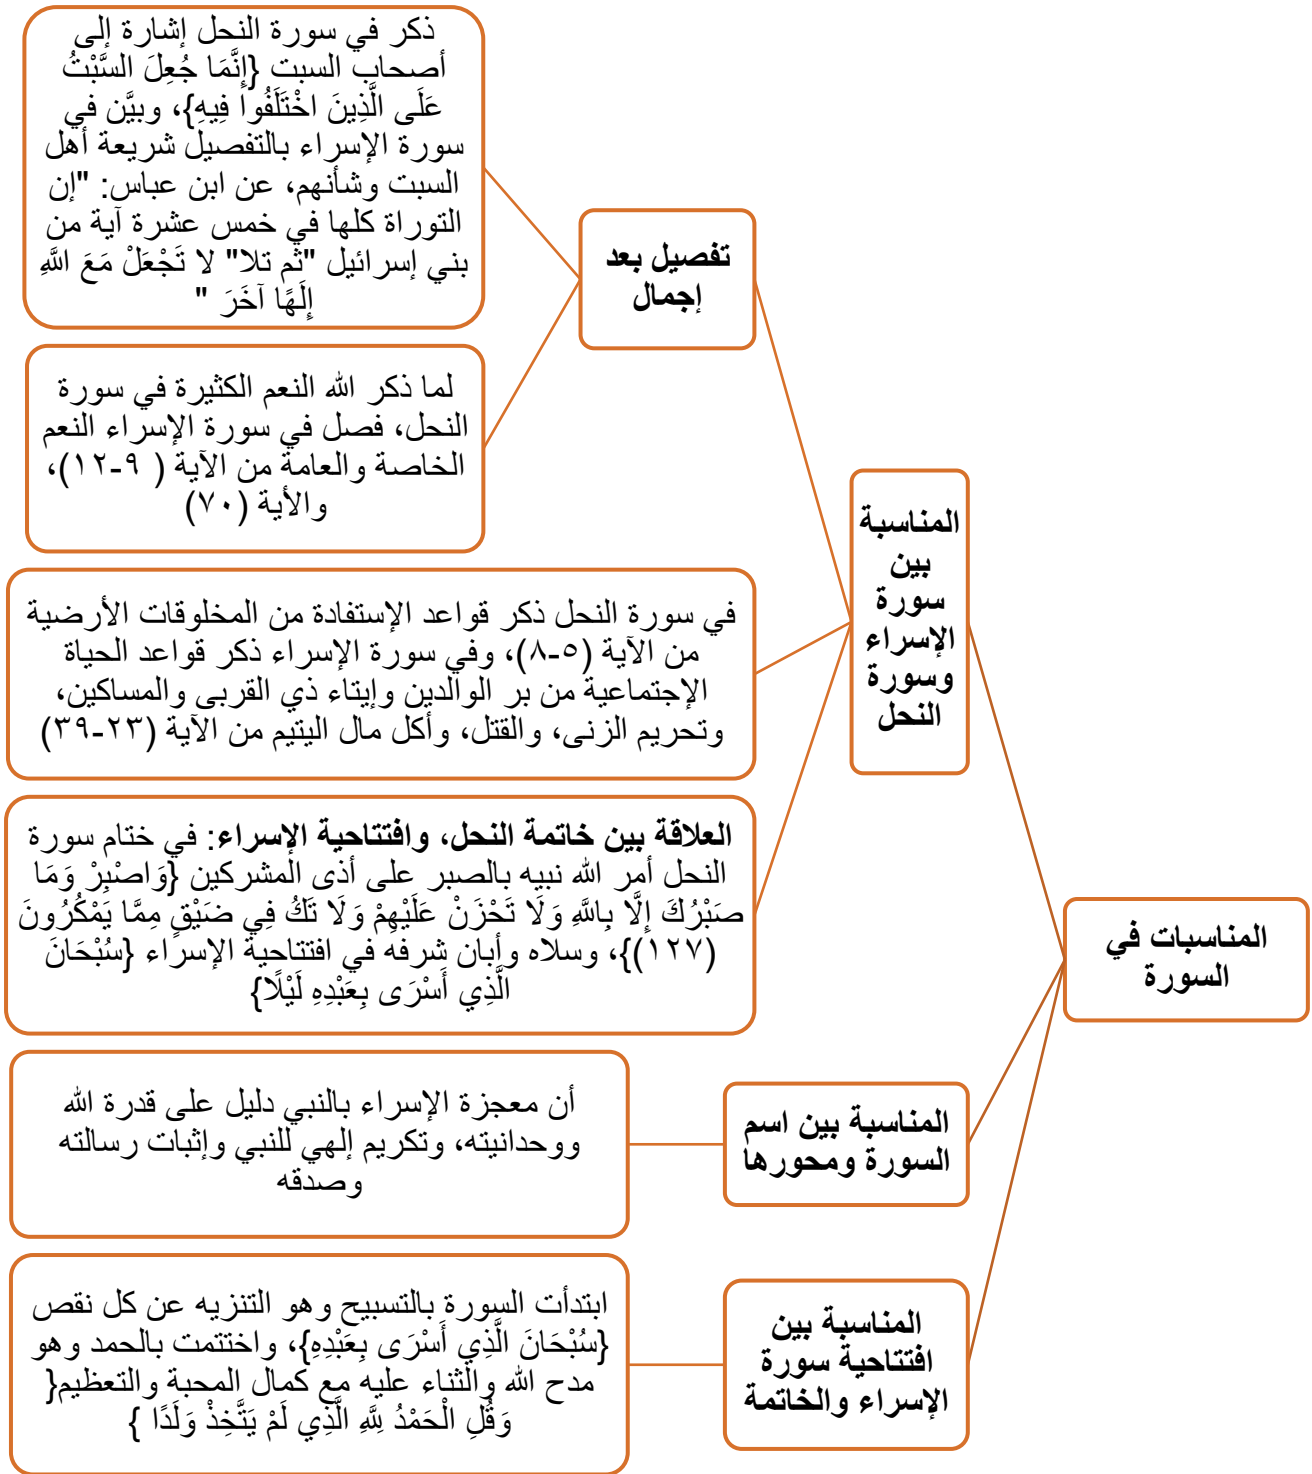 المناسبات في
السورة
المناسبة
بين
سورة
الإسراء
وسورة
النحل
تفصيل بعد
إجمال
ذكر في سورة النحل إشارة إلى
أصحاب السبت {إِنَّمَا جُعِلَ السَّبْتُ
عَلَى الَّذِينَ اخْتَلَفُوا فِيهِ}، وبيَّن في
سورة الإسراء بالتفصيل شريعة أهل
السبت وشأنهم، عن ابن عباس: "إن
التوراة كلها في خمس عشرة آية من
بني إسرائيل "ثم تلا" لا تَجْعَلْ مَعَ اللَّهِ
إِلَهًا آخَرَ "
لما ذكر الله النعم الكثيرة في سورة
النحل، فصل في سورة الإسراء النعم
الخاصة والعامة من الآية ( ٩-١٢)،
والأية (٧٠)
في سورة النحل ذكر قواعد الإستفادة من المخلوقات الأرضية
من الآية (٥-٨)، وفي سورة الإسراء ذكر قواعد الحياة
الإجتماعية من بر الوالدين وإيتاء ذي القربى والمساكين،
وتحريم الزنى، والقتل، وأكل مال اليتيم من الآية (٢٣-٣٩)
العلاقة بين خاتمة النحل، وافتتاحية الإسراء: في ختام سورة
النحل أمر الله نبيه بالصبر على أذى المشركين {وَاصْبِرْ وَمَا
صَبْرُكَ إِلَّا بِاللَّهِ وَلَا تَحْزَنْ عَلَيْهِمْ وَلَا تَكُ فِي ضَيْقٍ مِمَّا يَمْكُرُونَ
(١٢٧)}، وسلاه وأبان شرفه في افتتاحية الإسراء {سُبْحَانَ
الَّذِي أَسْرَى بِعَبْدِهِ لَيْلًا}
المناسبة بين اسم
السورة ومحورها
أن معجزة الإسراء بالنبي دليل على قدرة الله
ووحدانيته، وتكريم إلهي للنبي وإثبات رسالته
وصدقه
المناسبة بين
افتتاحية سورة
الإسراء والخاتمة
ابتدأت السورة بالتسبيح وهو التنزيه عن كل نقص
{سُبْحَانَ الَّذِي أَسْرَى بِعَبْدِهِ}، واختتمت بالحمد وهو
مدح الله والثناء عليه مع كمال المحبة والتعظيم{
وَقُلِ الْحَمْدُ لِلَّهِ الَّذِي لَمْ يَتَّخِذْ وَلَدًا }